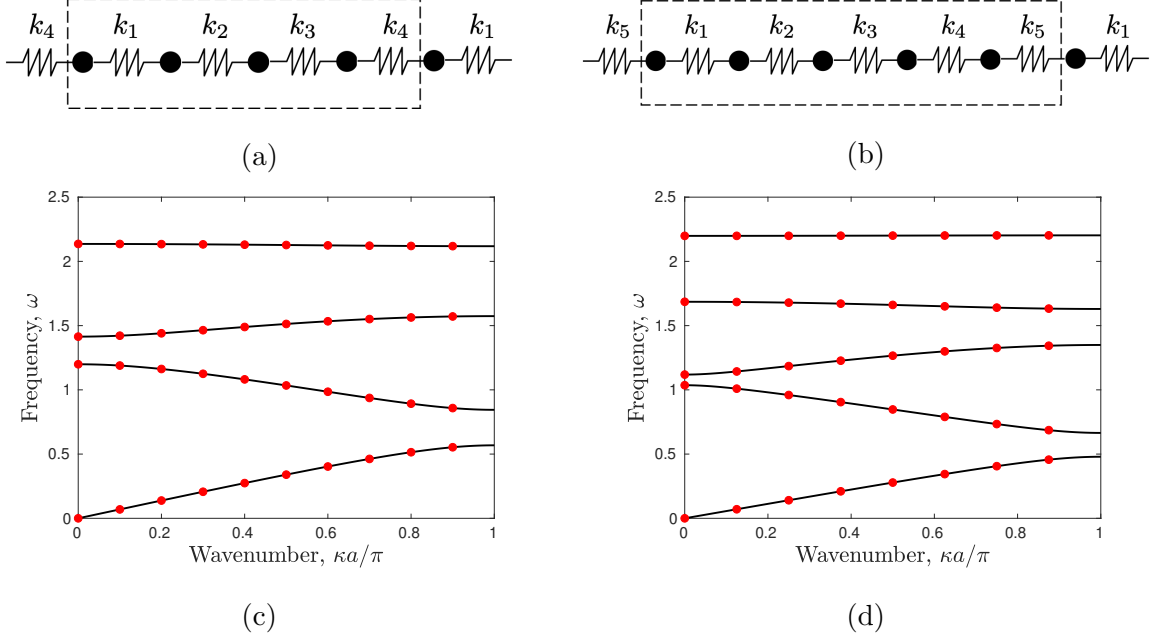 k4 k1 k2 k3 k4 k1
k5 k1 k2 k3 k4 k5 k1
(a)
(b)
2.5
2
1.5
1
0.5
0
Frequency, ω
0 0.2 0.4 0.6 0.8 1
Wavenumber, κa/π
2.5
2
1.5
1
0.5
0
Frequency, ω
0 0.2 0.4 0.6 0.8 1
Wavenumber, κa/π
(c)
(d)